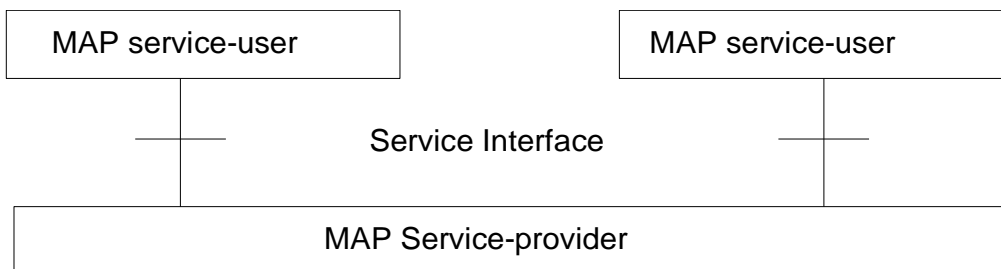 MAP service-user
MAP service-user
Service Interface
MAP Service-provider